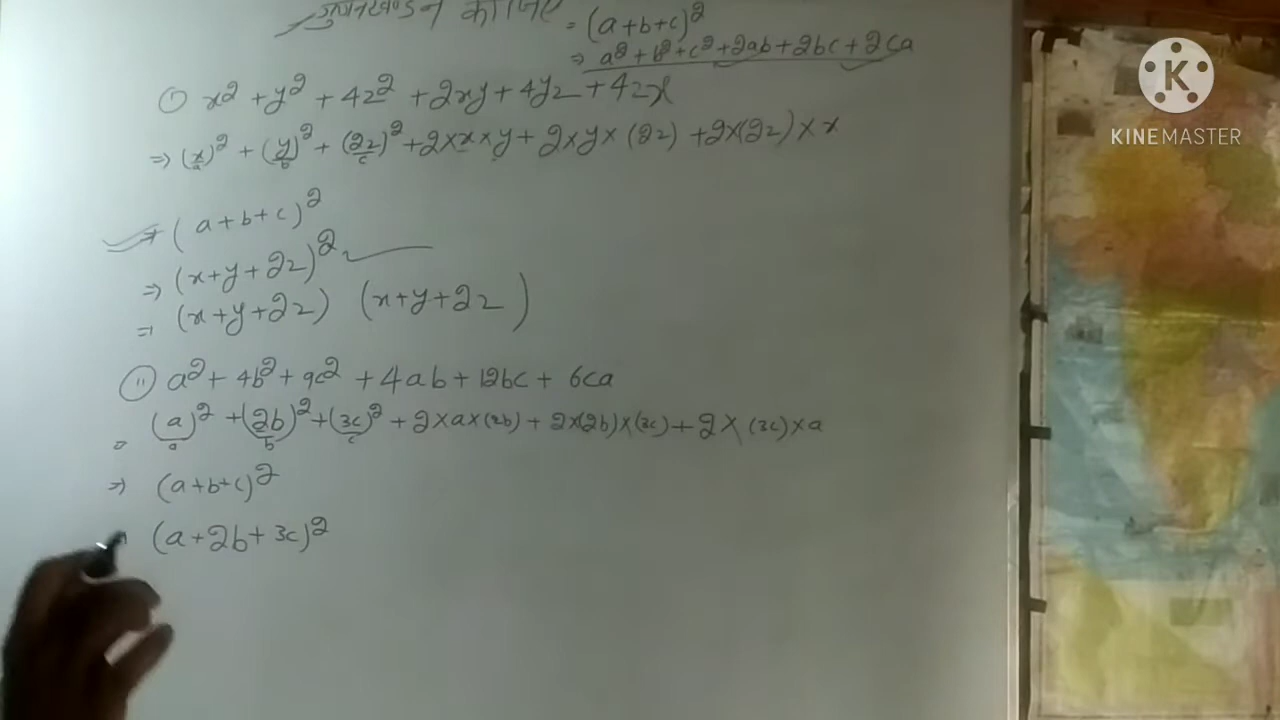 गुणनखण्ड न कीजिए
= (a+b+c)²
⇒ a²+b²+c²+2ab+2bc+2ca
(i) x² + y² + 4z² + 2xy + 4yz + 4zx
⇒ (x)² + (y)² + (2z)² + 2×x×y + 2×y×(2z) + 2×(2z)×x
a b c
(a+b+c)²
⇒ (x+y+2z)²
= (x+y+2z) (x+y+2z)
(ii) a² + 4b² + 9c² + 4ab + 12bc + 6ca
⇒ (a)² + (2b)² + (3c)² + 2×a×(2b) + 2×(2b)×(3c) + 2×(3c)×a
a b c
⇒ (a+b+c)²
(a+2b+3c)²
K
KINEMASTER